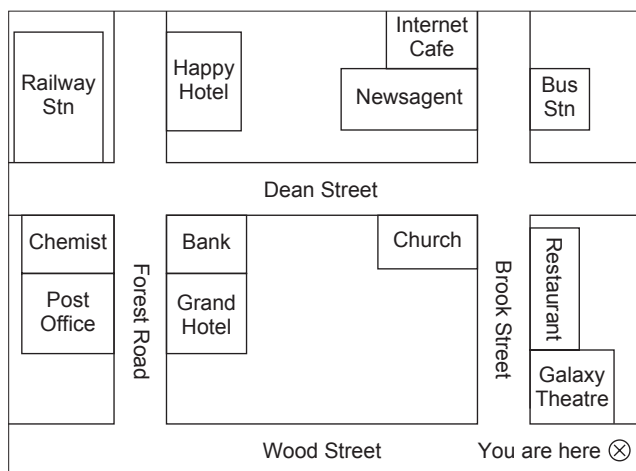 Internet
Cafe
Railway
Stn
Happy
Hotel
Newsagent
Bus
Stn
Dean Street
Chemist
Bank
Church
Post
Office
Forest Road
Grand
Hotel
Brook Street
Restaurant
Galaxy
Theatre
Wood Street
You are here